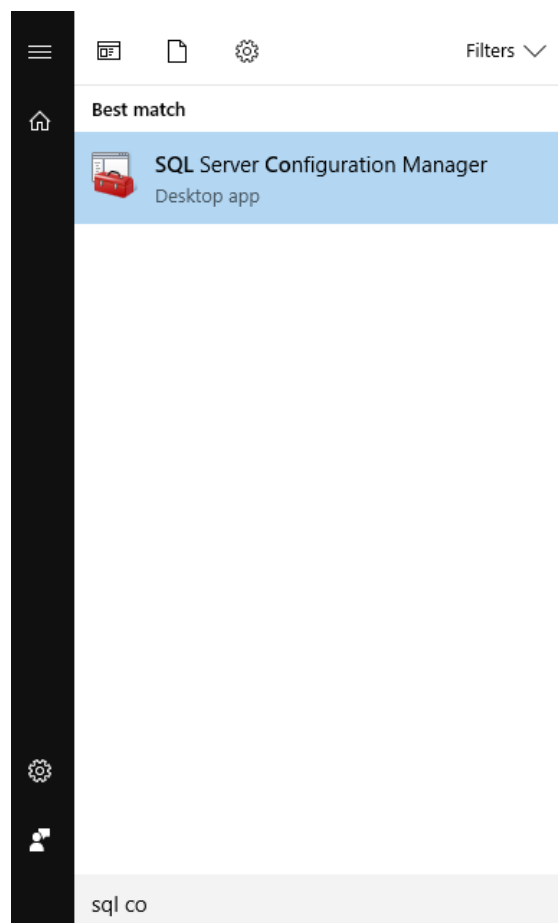 Filters
Best match
SQL Server Configuration Manager
Desktop app
sql co